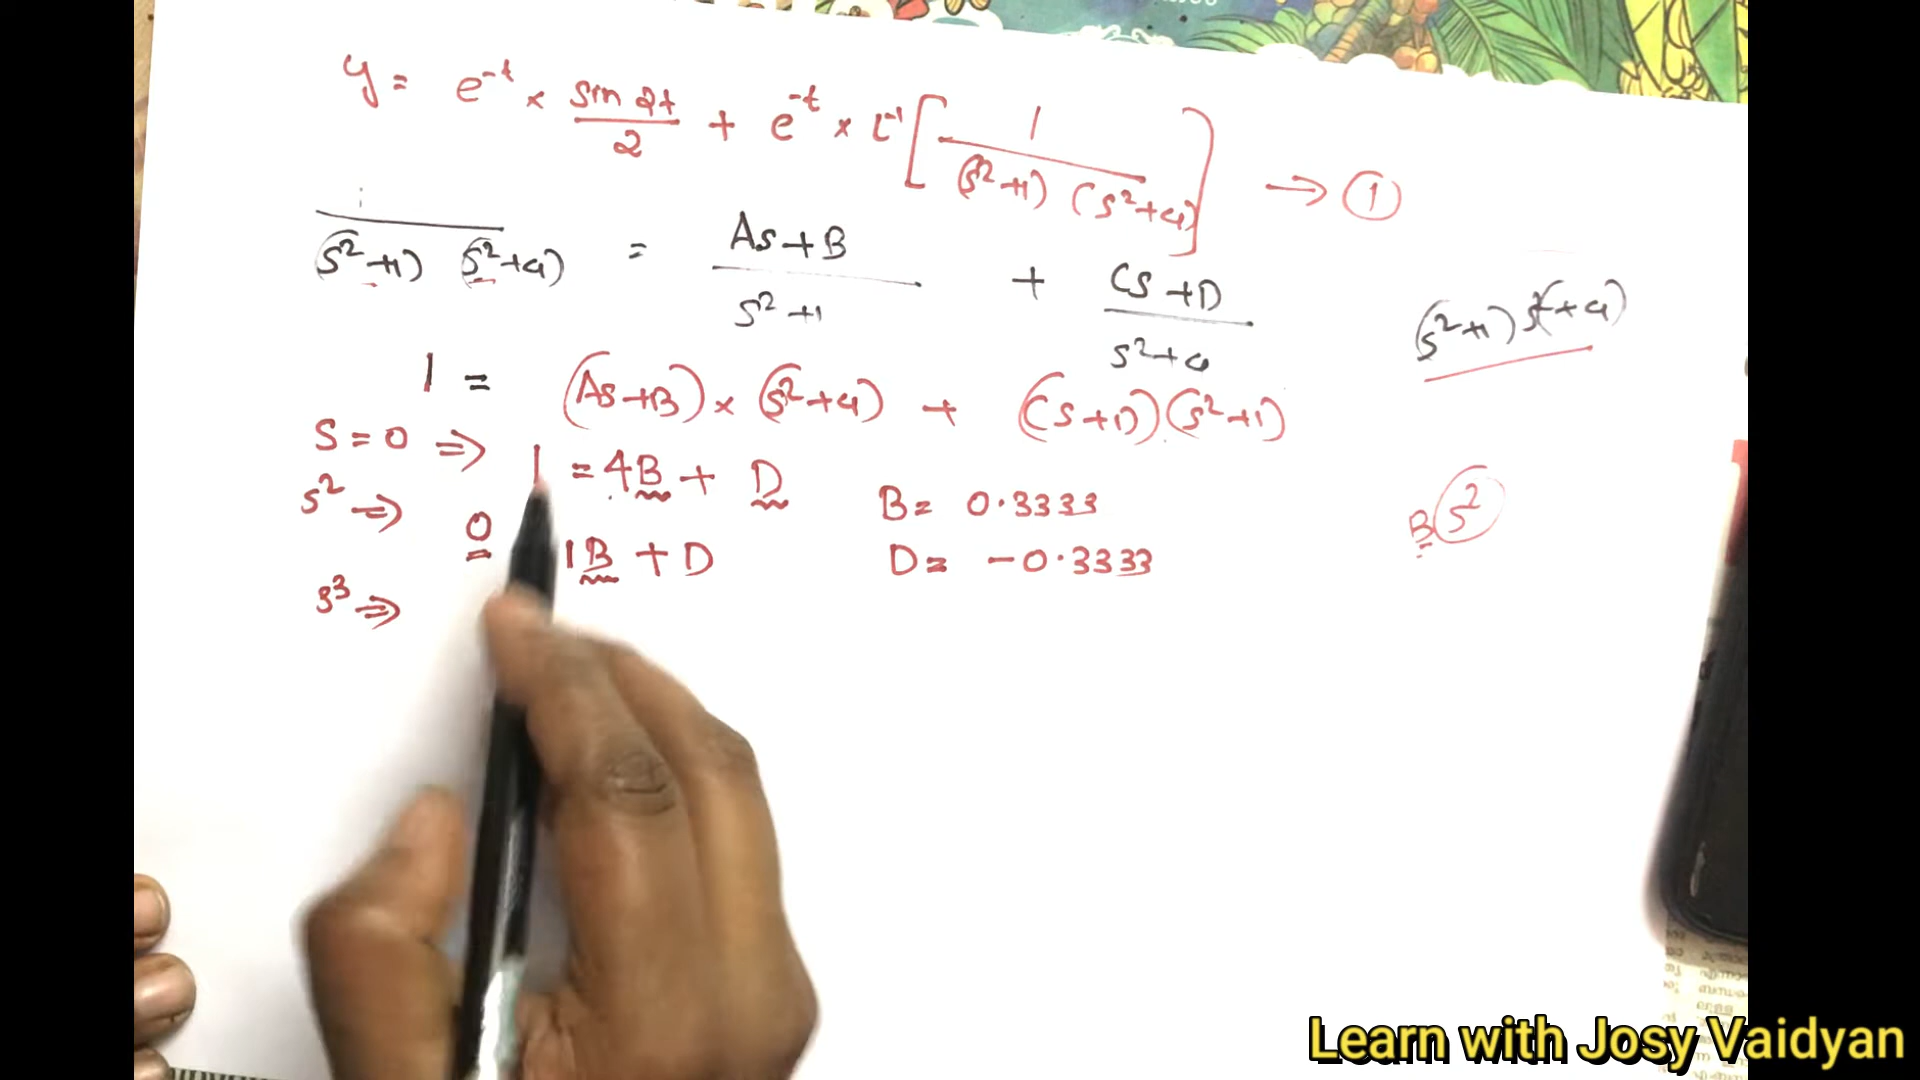 y = e^-t × sin 2t / 2 + e^-t × L^-1 [ 1 / (s²+1) (s²+4) ] → ①
1 / (s²+1) (s²+4) = As+B / s²+1 + Cs+D / s²+4
(s²+1) s²(+4)
1 = (As+B) × (s²+4) + (Cs+D)(s²+1)
S=0 ⇒ 1 = 4B + D
B = 0.3333
B s²
s² ⇒ 0 1B + D
D = -0.3333
s³ ⇒
Learn with Josy Vaidyan